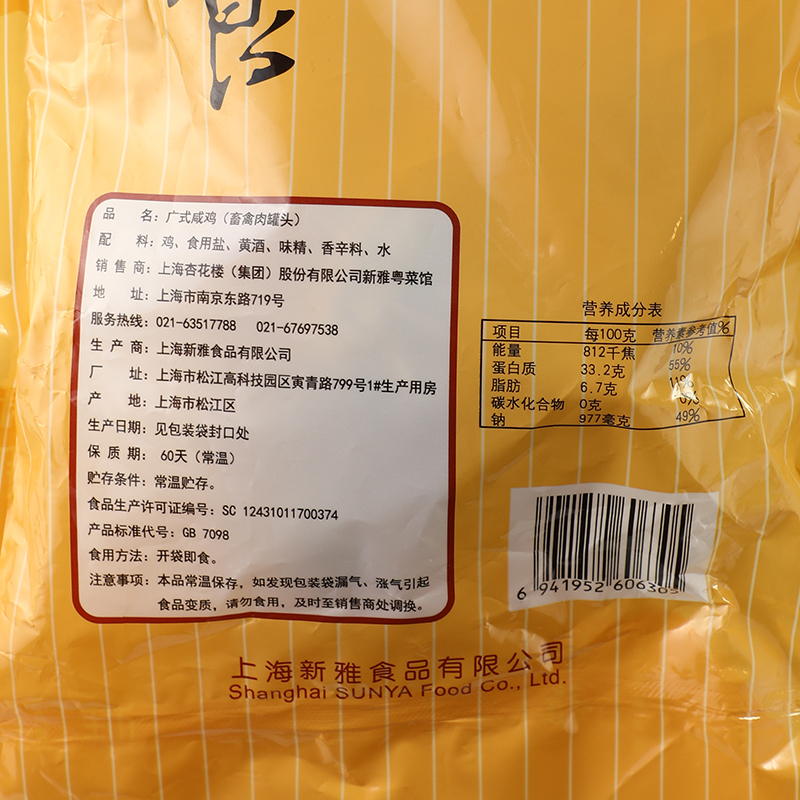 食
品 名：广式咸鸡（畜禽肉罐头）
配 料：鸡、食用盐、黄酒、味精、香辛料、水
销 售 商：上海杏花楼（集团）股份有限公司新雅粤菜馆
地 址：上海市南京东路719号
服务热线：021-63517788 021-67697538
生 产 商：上海新雅食品有限公司
厂 址：上海市松江高科技园区寅青路799号1#生产用房
产 地：上海市松江区
生产日期：见包装袋封口处
保 质 期： 60天（常温）
贮存条件：常温贮存。
食品生产许可证编号：SC 12431011700374
产品标准代号：GB 7098
食用方法：开袋即食。
注意事项：本品常温保存，如发现包装袋漏气、涨气引起
食品变质，请勿食用，及时至销售商处调换。
营养成分表
项目 每100克 营养素参考值%
能量 812千焦 10%
蛋白质 33.2克 55%
脂肪 6.7克 11%
碳水化合物 0克 0%
钠 977毫克 49%
6 941952 606365
上海新雅食品有限公司
Shanghai SUNYA Food Co., Ltd.